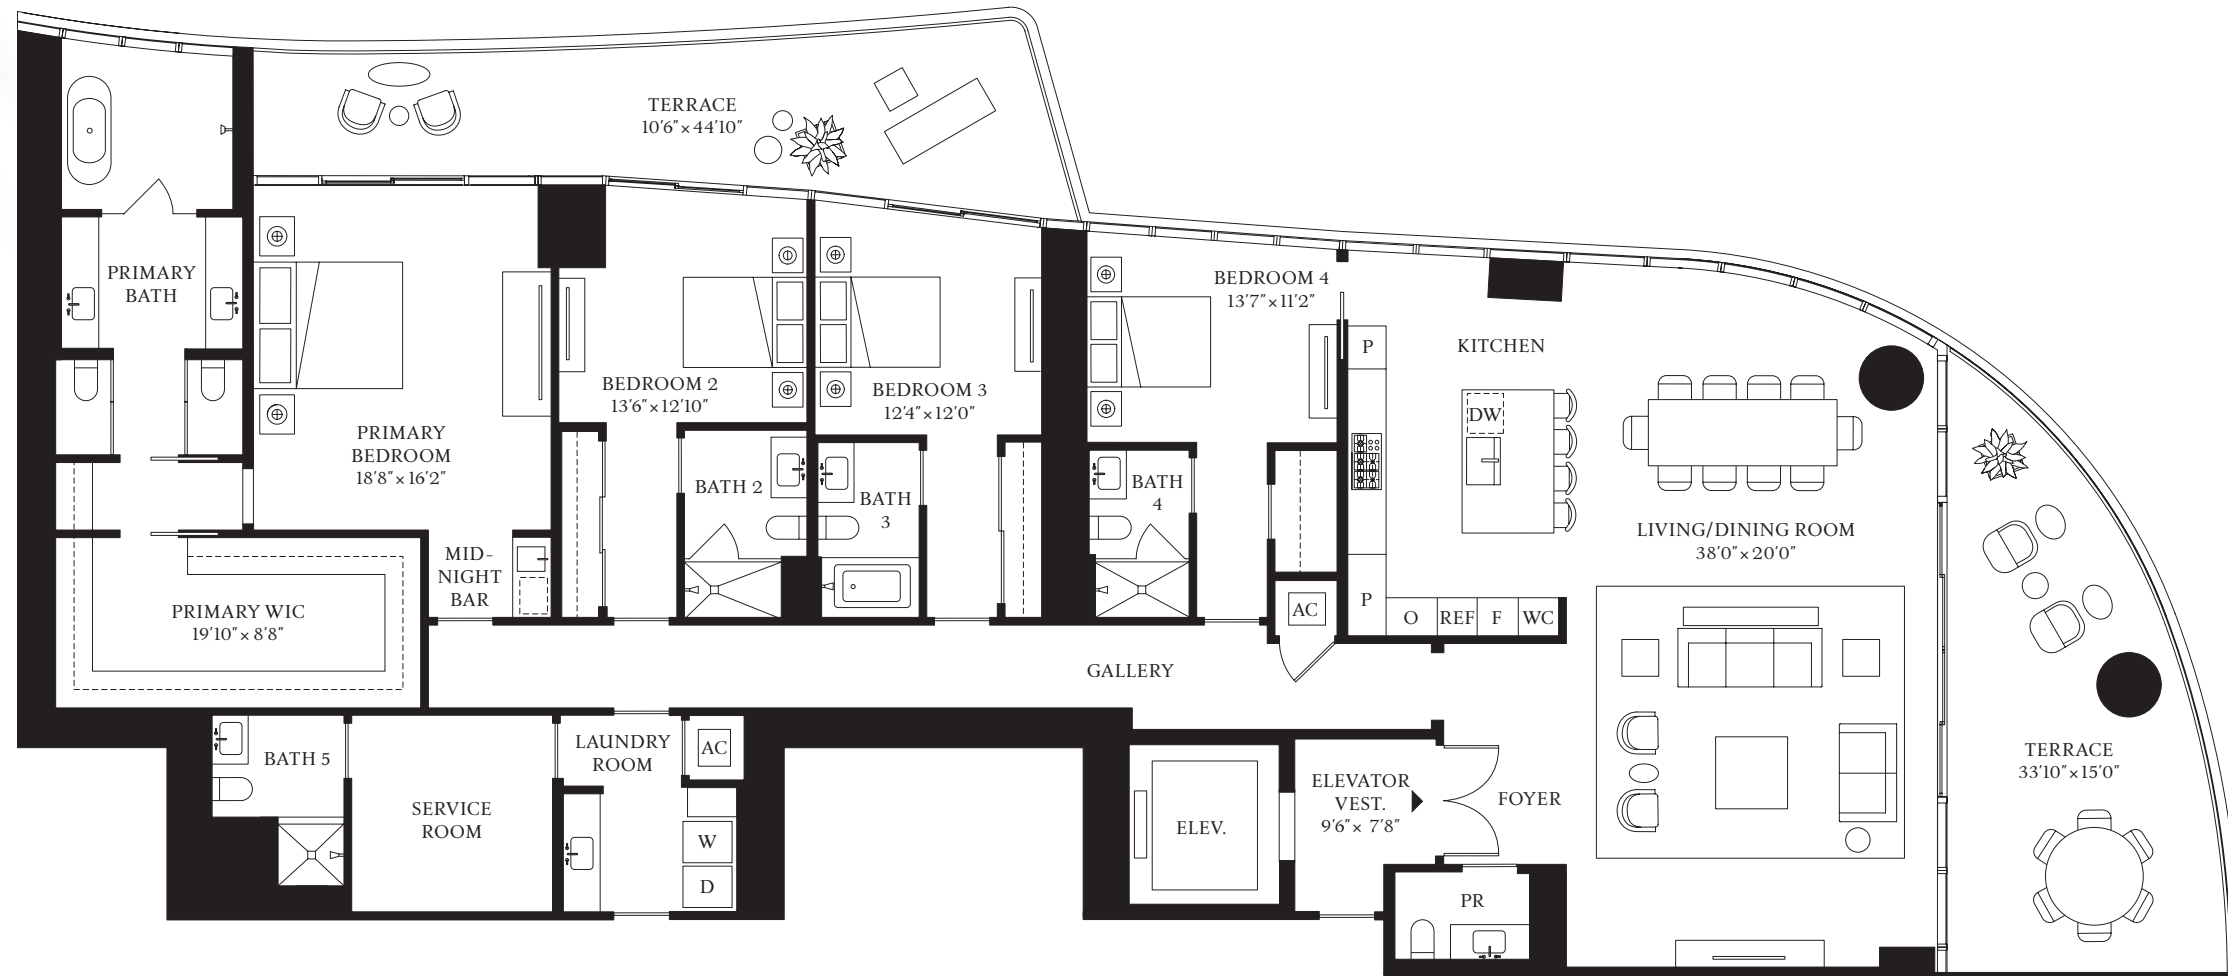 TERRACE
10'6"×44'10"
PRIMARY
BATH
BEDROOM 4
13'7"×11'2"
P
KITCHEN
BEDROOM 2
13'6"×12'10"
BEDROOM 3
12'4"×12'0"
DW
PRIMARY
BEDROOM
18'8"×16'2"
BATH 2
BATH
3
BATH
4
LIVING/DINING ROOM
38'0"×20'0"
MID-
NIGHT
BAR
PRIMARY WIC
19'10"×8'8"
AC
P
O
REF
F
WC
GALLERY
BATH 5
LAUNDRY
ROOM
AC
SERVICE
ROOM
W
D
ELEV.
ELEVATOR
VEST.
9'6"× 7'8"
FOYER
TERRACE
33'10"×15'0"
PR